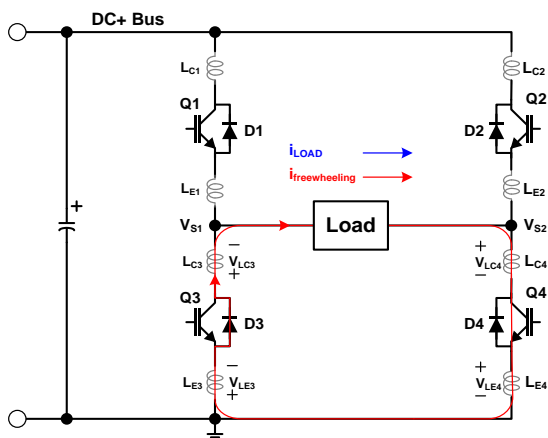 DC+ Bus
LC1
LC2
Q1
Q2
D1
D2
iLOAD
ifreewheeling
LE1
LE2
VS1
Load
VS2
LC3
−
VLC3
+
+
VLC4
−
LC4
Q3
Q4
D3
D4
+
LE3
−
VLE3
+
+
VLE4
−
LE4